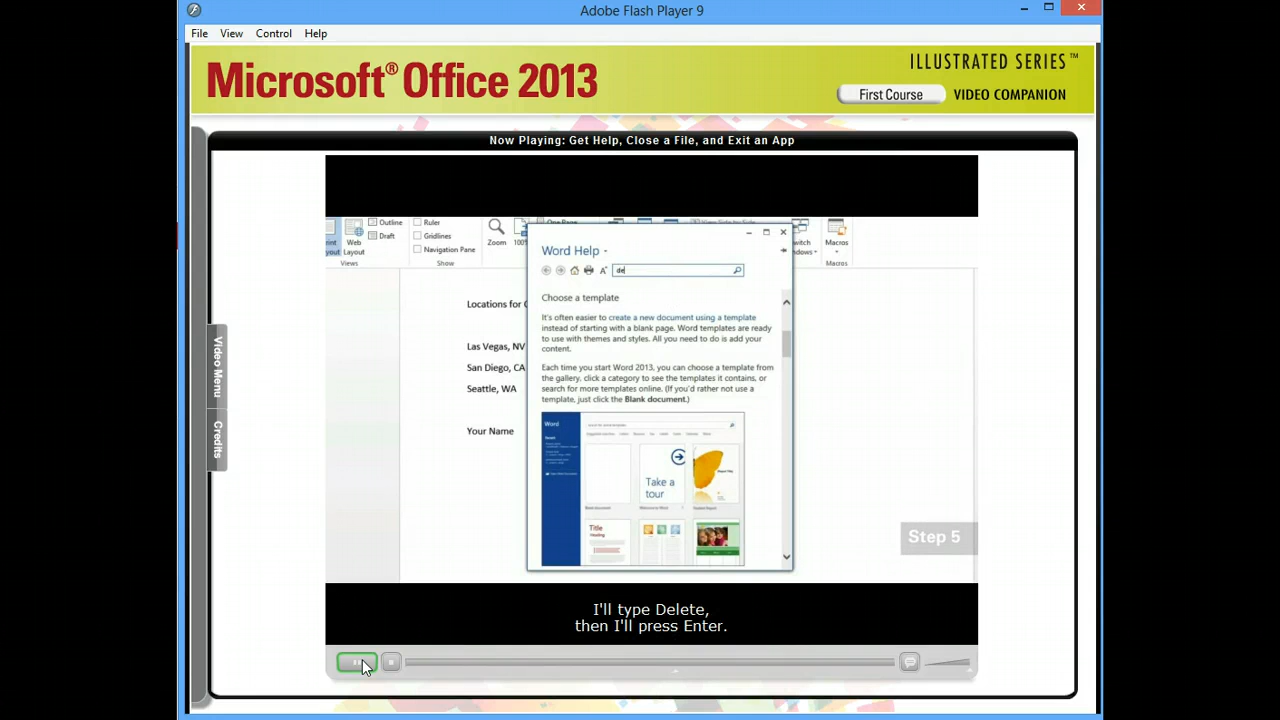 Adobe Flash Player 9
File View Control Help
Microsoft® Office 2013
ILLUSTRATED SERIES™
First Course VIDEO COMPANION
Now Playing: Get Help, Close a File, and Exit an App
Video Menu
Credits
Web
Layout
Outline
Draft
Views
Ruler
Gridlines
Navigation Pane
Show
Zoom
Macros
Macros
Word Help
de
Choose a template
It's often easier to create a new document using a template
instead of starting with a blank page. Word templates are ready
to use with themes and styles. All you need to do is add your
content.
Each time you start Word 2013, you can choose a template from
the gallery, click a category to see the templates it contains, or
search for more templates online. (If you'd rather not use a
template, just click the Blank document.)
Word
Take a
tour
Title
Heading
Locations for
Las Vegas, NV
San Diego, CA
Seattle, WA
Your Name
Step 5
I'll type Delete,
then I'll press Enter.